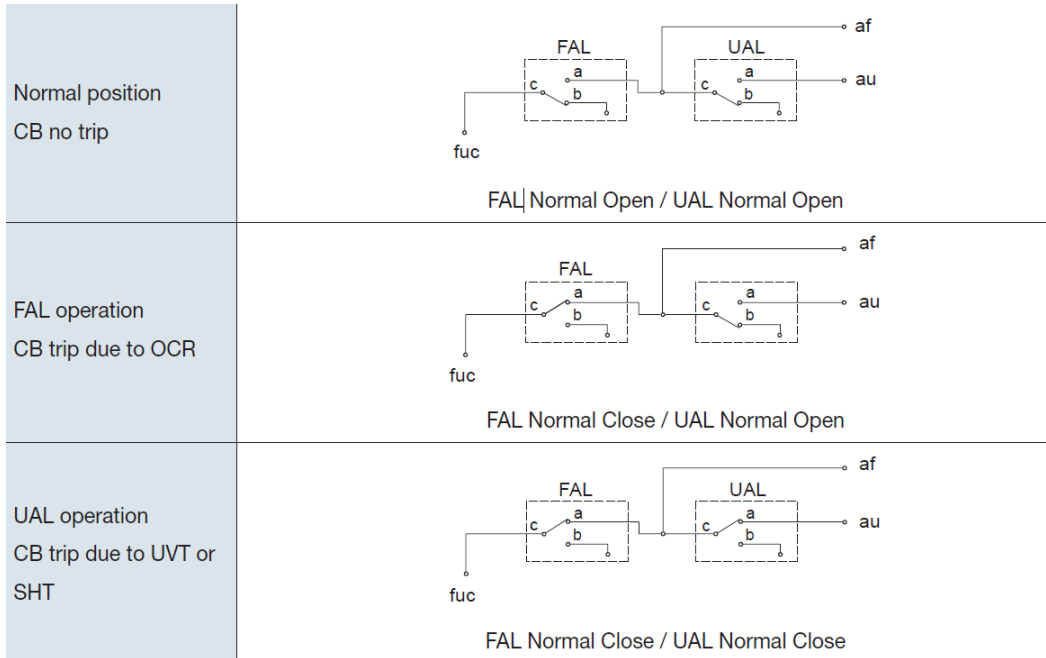 Normal position
CB no trip
af
FAL
UAL
a
a
au
c
b
c
b
fuc
FAL Normal Open / UAL Normal Open
FAL operation
CB trip due to OCR
af
FAL
a
a
au
c
b
c
b
fuc
FAL Normal Close / UAL Normal Open
UAL operation
CB trip due to UVT or
SHT
af
FAL
UAL
a
a
au
c
b
c
b
fuc
FAL Normal Close / UAL Normal Close